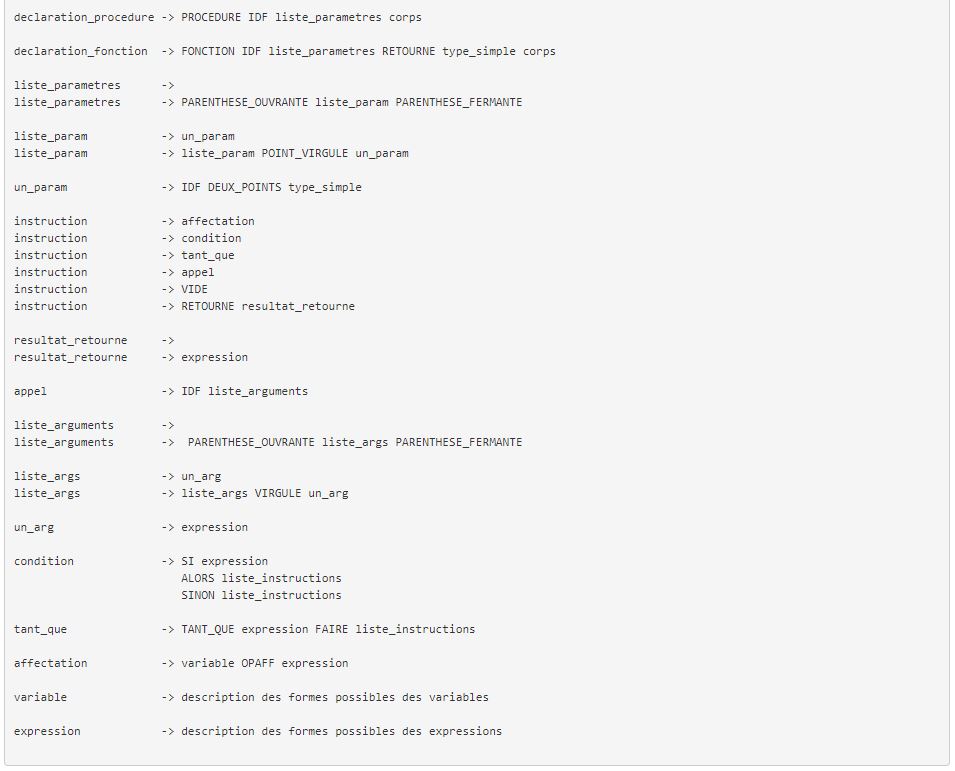 declaration_procedure -> PROCEDURE IDF liste_parametres corps
declaration_fonction -> FONCTION IDF liste_parametres RETOURNE type_simple corps
liste_parametres ->
liste_parametres -> PARENTHESE_OUVRANTE liste_param PARENTHESE_FERMANTE
liste_param -> un_param
liste_param -> liste_param POINT_VIRGULE un_param
un_param -> IDF DEUX_POINTS type_simple
instruction -> affectation
instruction -> condition
instruction -> tant_que
instruction -> appel
instruction -> VIDE
instruction -> RETOURNE resultat_retourne
resultat_retourne ->
resultat_retourne -> expression
appel -> IDF liste_arguments
liste_arguments ->
liste_arguments -> PARENTHESE_OUVRANTE liste_args PARENTHESE_FERMANTE
liste_args -> un_arg
liste_args -> liste_args VIRGULE un_arg
un_arg -> expression
condition -> SI expression
ALORS liste_instructions
SINON liste_instructions
tant_que -> TANT_QUE expression FAIRE liste_instructions
affectation -> variable OPAFF expression
variable -> description des formes possibles des variables
expression -> description des formes possibles des expressions